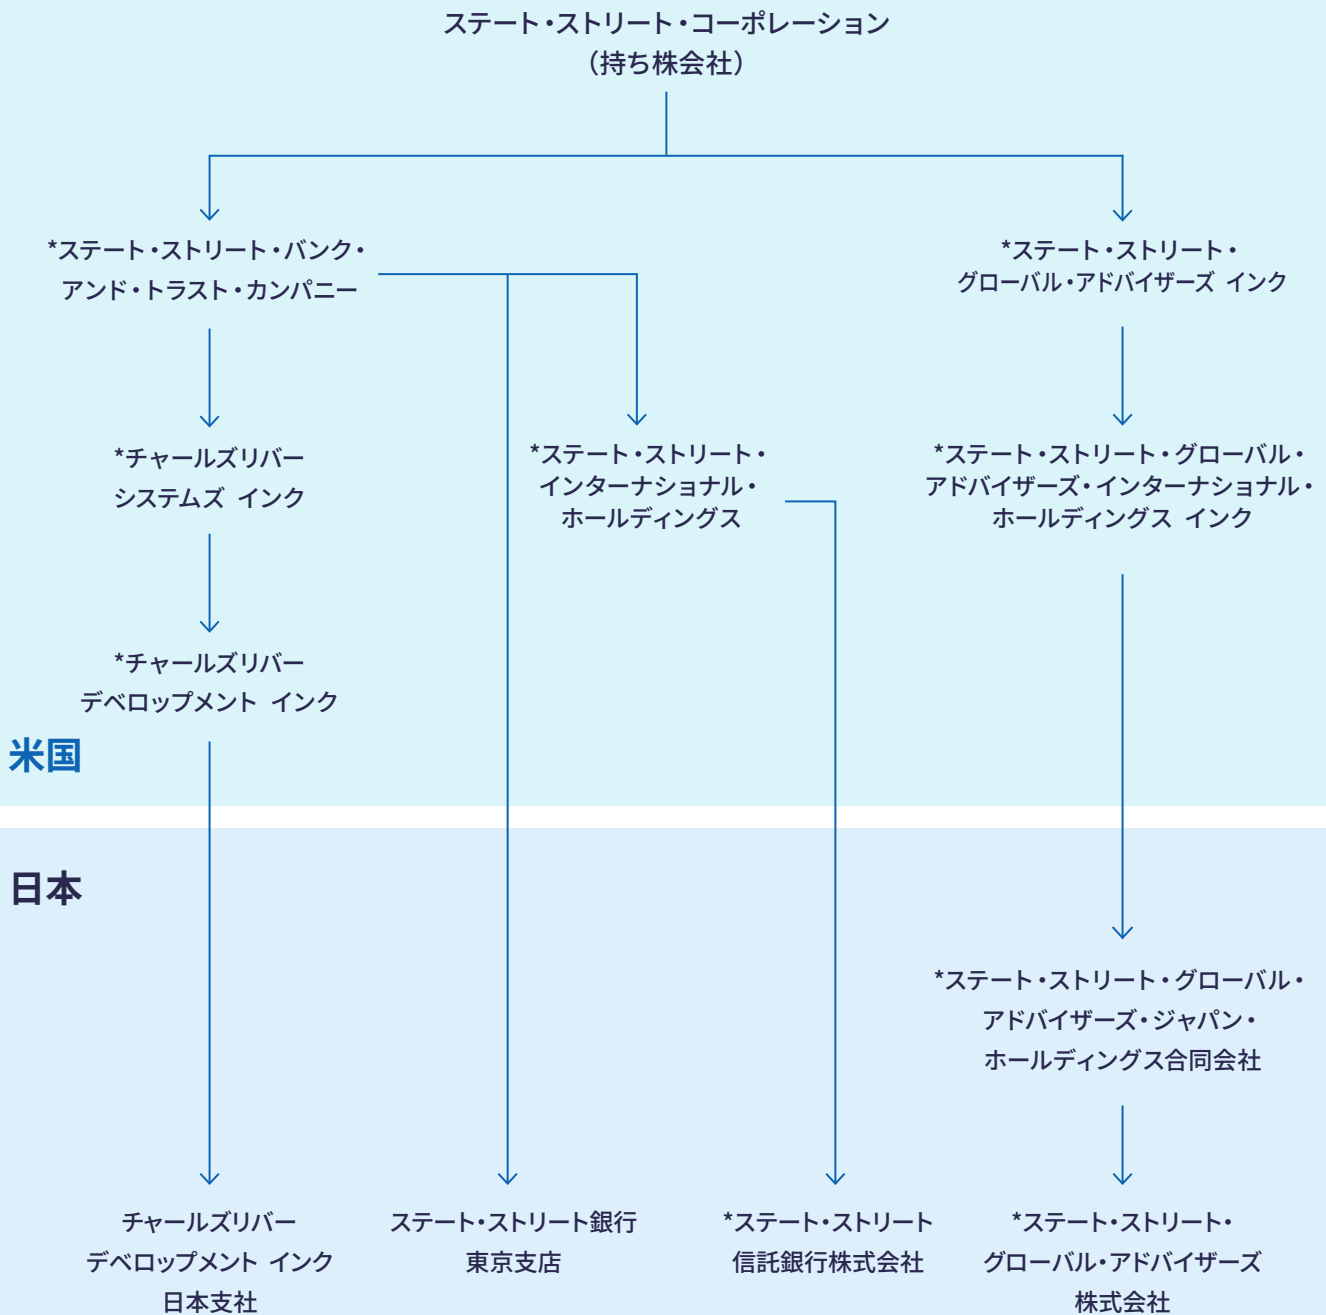 ステート・ストリート・コーポレーション
（持ち株会社）
*ステート・ストリート・バンク・
アンド・トラスト・カンパニー
*ステート・ストリート・
グローバル・アドバイザーズ インク
*チャールズリバー
システムズ インク
*ステート・ストリート・
インターナショナル・
ホールディングス
*ステート・ストリート・グローバル・
アドバイザーズ・インターナショナル・
ホールディングス インク
*チャールズリバー
デベロップメント インク
米国
日本
*ステート・ストリート・グローバル・
アドバイザーズ・ジャパン・
ホールディングス合同会社
チャールズリバー
デベロップメント インク
日本支社
ステート・ストリート銀行
東京支店
*ステート・ストリート
信託銀行株式会社
*ステート・ストリート・
グローバル・アドバイザーズ
株式会社